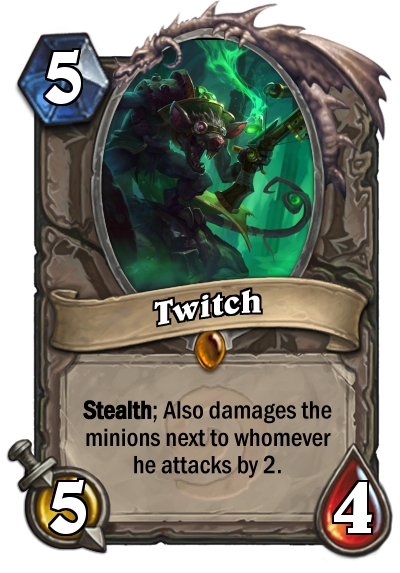 5
Twitch
Stealth; Also damages the
minions next to whomever
he attacks by 2.
5
4